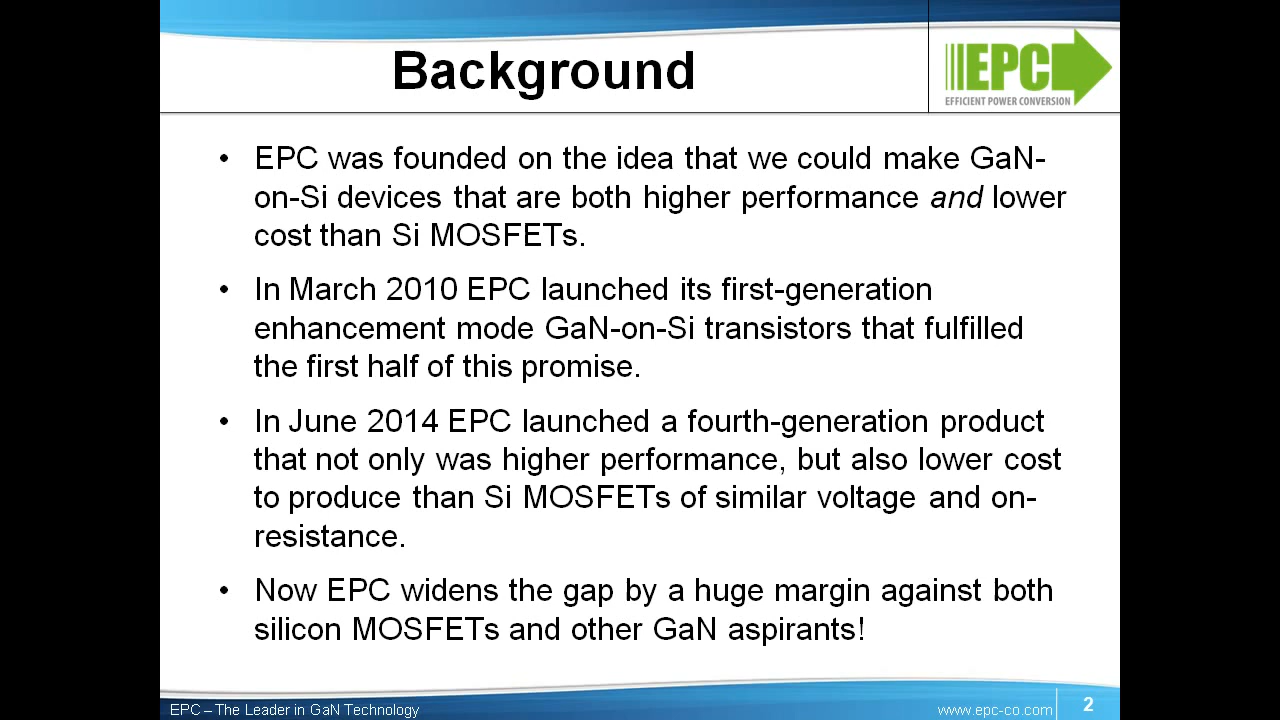 Background
EPC
EFFICIENT POWER CONVERSION
• EPC was founded on the idea that we could make GaN-
on-Si devices that are both higher performance and lower
cost than Si MOSFETs.
• In March 2010 EPC launched its first-generation
enhancement mode GaN-on-Si transistors that fulfilled
the first half of this promise.
• In June 2014 EPC launched a fourth-generation product
that not only was higher performance, but also lower cost
to produce than Si MOSFETs of similar voltage and on-
resistance.
• Now EPC widens the gap by a huge margin against both
silicon MOSFETs and other GaN aspirants!
EPC – The Leader in GaN Technology
www.epc-co.com
2